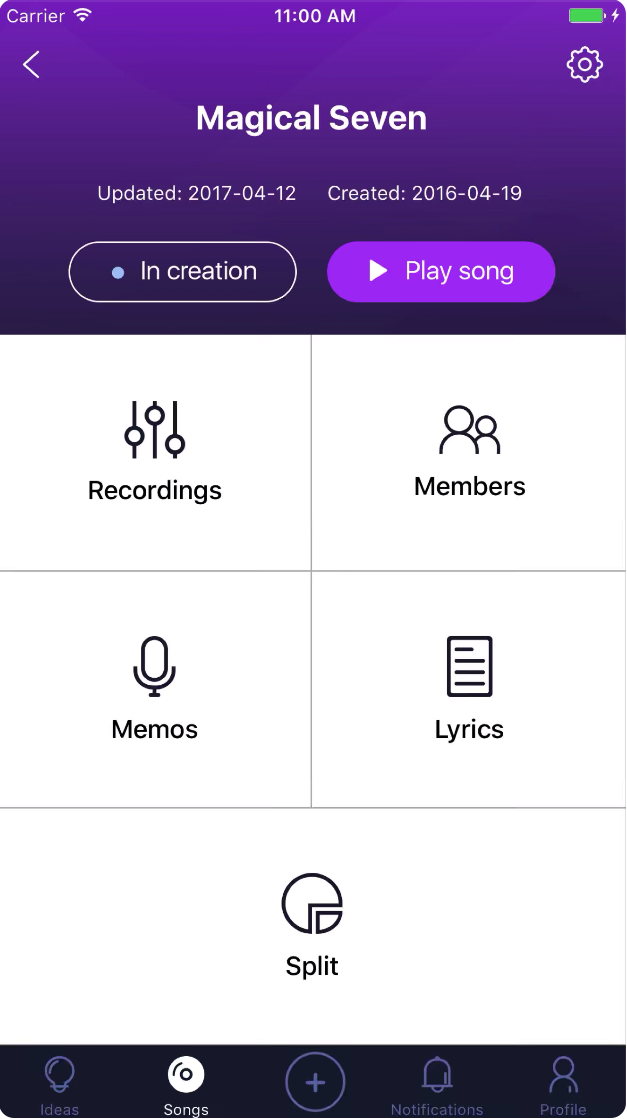 Carrier 11:00 AM
Magical Seven
Updated: 2017-04-12 Created: 2016-04-19
In creation Play song
Recordings Members
Memos Lyrics
Split
Ideas Songs Notifications Profile